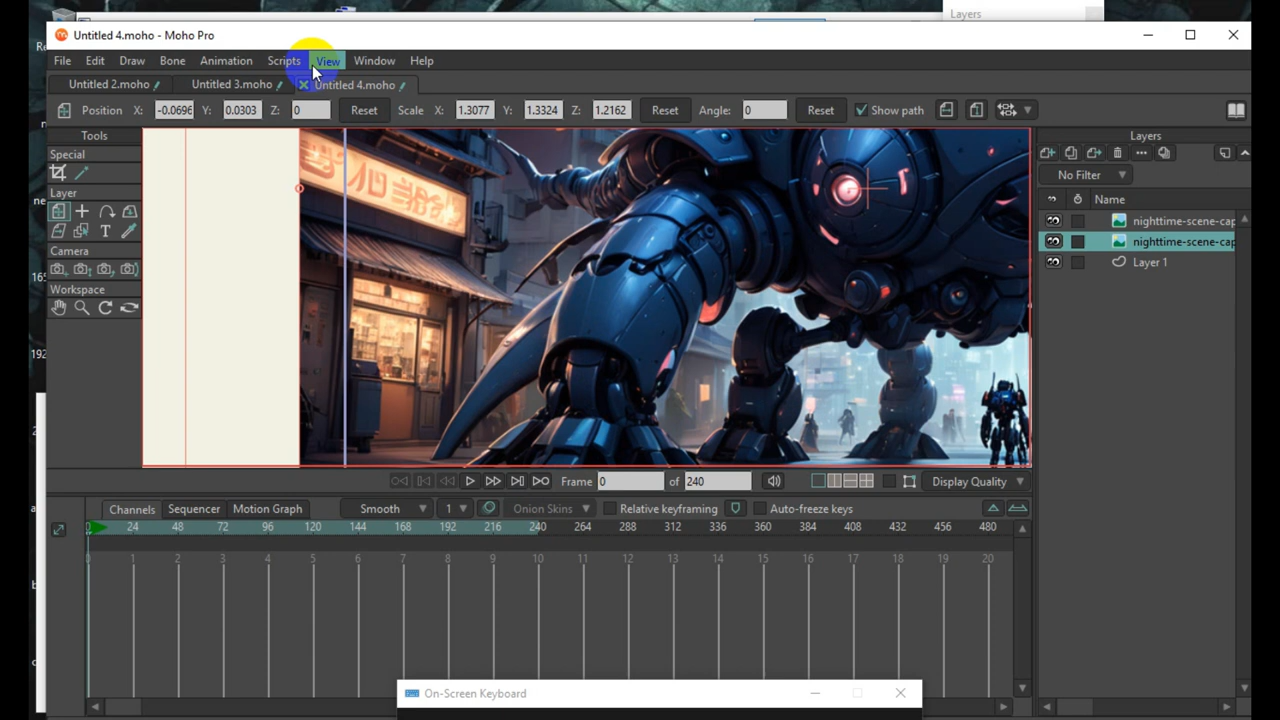 Layers
Untitled 4.moho - Moho Pro
File Edit Draw Bone Animation Scripts View Window Help
Untitled 2.moho Untitled 3.moho Untitled 4.moho
Position X: -0.0696 Y: 0.0303 Z: 0 Reset Scale X: 1.3077 Y: 1.3324 Z: 1.2162 Reset Angle: 0 Reset Show path
Tools
Special
Layer
Camera
Workspace
Layers
No Filter
Name
nighttime-scene-cap
nighttime-scene-cap
Layer 1
Frame 0 of 240 Display Quality
Channels Sequencer Motion Graph Smooth 1 Onion Skins Relative keyframing Auto-freeze keys
0 24 48 72 96 120 144 168 192 216 240 264 288 312 336 360 384 408 432 456 480
0 1 2 3 4 5 6 7 8 9 10 11 12 13 14 15 16 17 18 19 20
On-Screen Keyboard